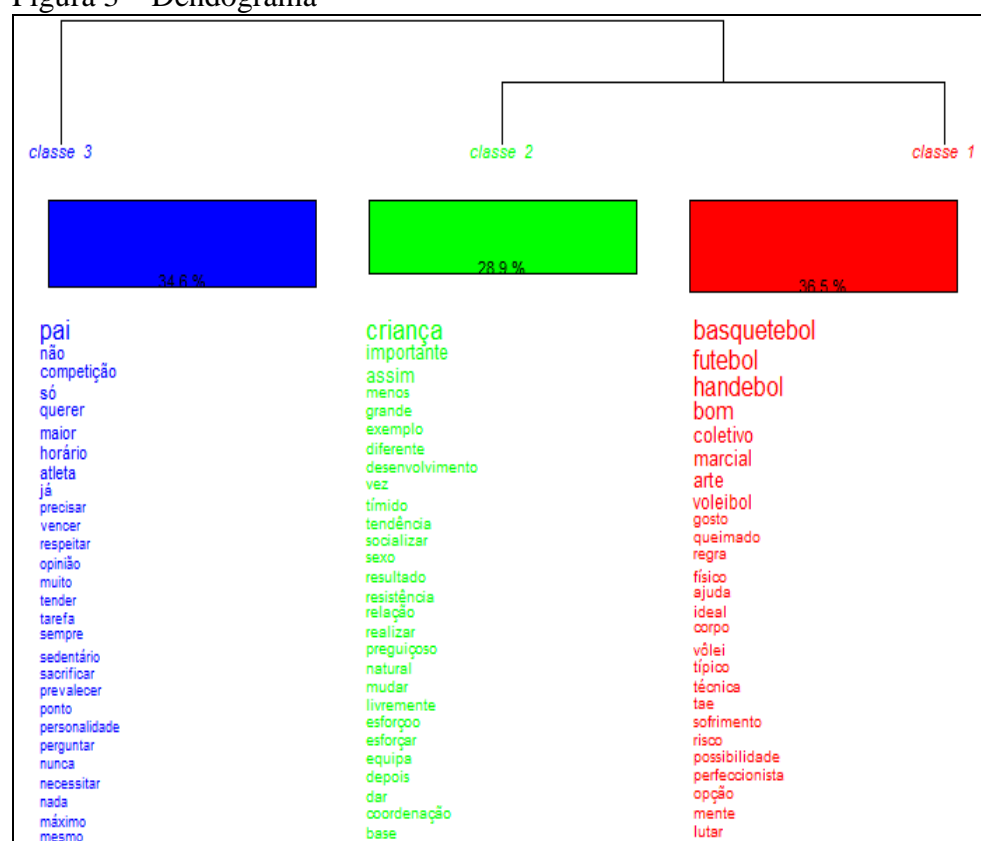 Figura 3 – Dendograma
classe 3
classe 2
classe 1
34.6 %
28.9 %
36.5 %
pai
não
competição
só
querer
maior
horário
atleta
já
precisar
vencer
respeitar
opinião
muito
tender
tarefa
sempre
sedentário
sacrificar
prevalecer
ponto
personalidade
perguntar
nunca
necessitar
nada
máximo
mesmo
criança
importante
assim
menos
grande
exemplo
diferente
desenvolvimento
vez
tímido
tendência
socializar
sexo
resultado
resistência
relação
realizar
preguiçoso
natural
mudar
livremente
esforçoo
esforçar
equipa
depois
dar
coordenação
base
basquetebol
futebol
handebol
bom
coletivo
marcial
arte
voleibol
gosto
queimado
regra
físico
ajuda
ideal
corpo
vôlei
típico
técnica
tae
sofrimento
risco
possibilidade
perfeccionista
opção
mente
lutar